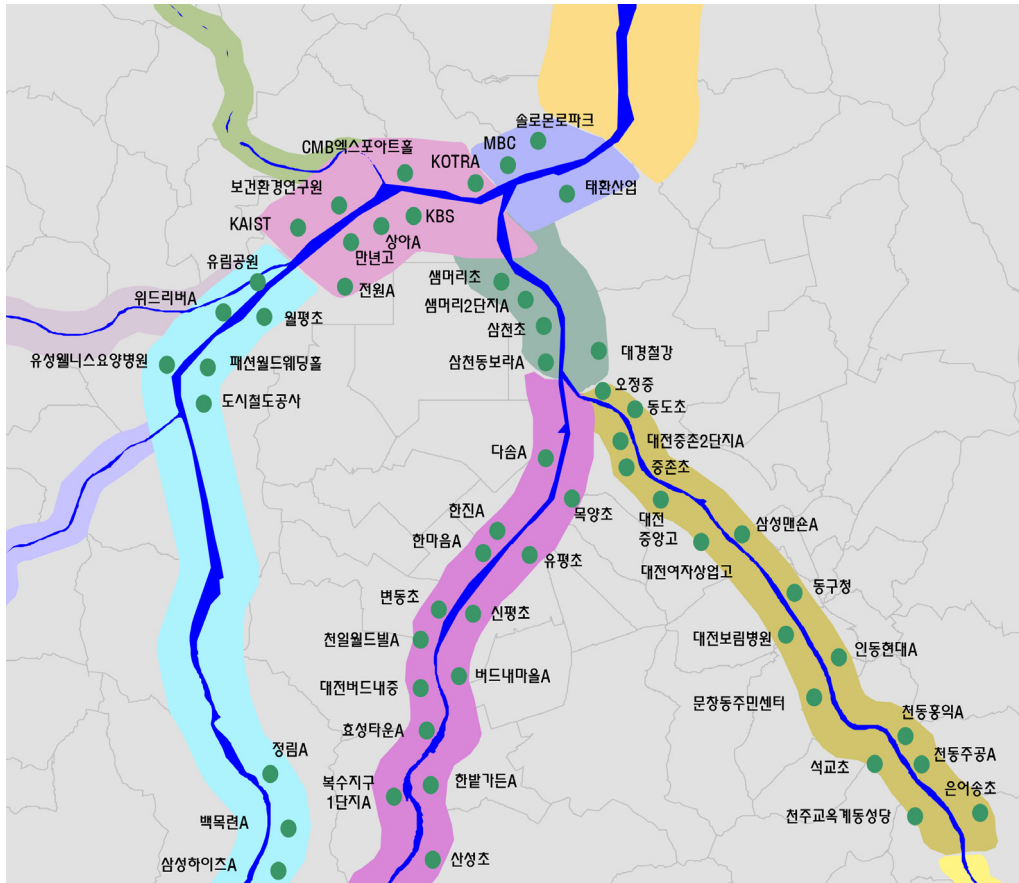 솔로몬로파크
MBC
CMB엑스포아트홀
KOTRA
보건환경연구원
태환산업
KAIST
KBS
상아A
만년고
유림공원
전원A
샘머리초
위드리버A
샘머리2단지A
월평초
삼천초
유성웰니스요양병원
패션월드웨딩홀
삼천동보라A
대경철강
도시철도공사
오정중
동도초
대전중촌2단지A
다솜A
중촌초
한진A
목양초
대전
중앙고
삼성맨숀A
한마음A
유평초
대전여자상업고
동구청
변동초
신평초
천일월드빌A
대전보림병원
인동현대A
대전버드내중
버드내마을A
문창동주민센터
효성타운A
천동홍익A
정림A
석교초
천동주공A
복수지구
1단지A
한밭가든A
은어송초
백목련A
천주교옥계동성당
삼성하이츠A
산성초